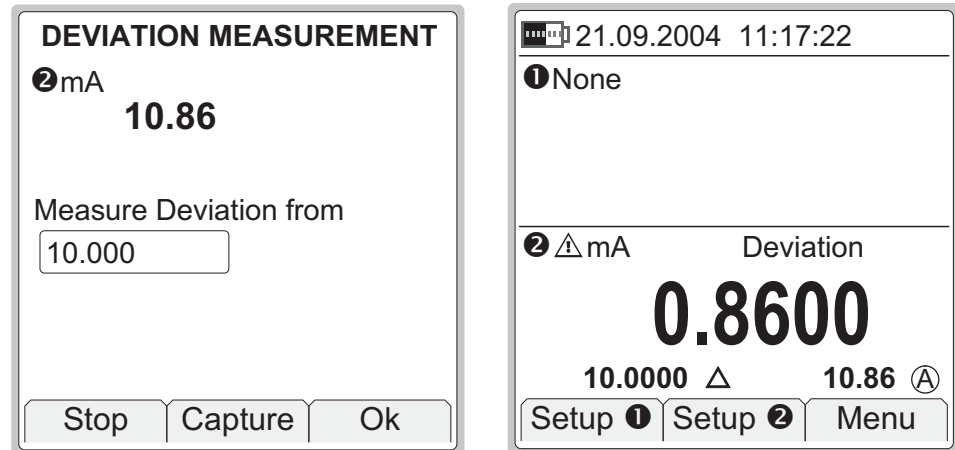 DEVIATION MEASUREMENT
❷mA
10.86
Measure Deviation from
10.000
Stop Capture Ok
21.09.2004 11:17:22
❶None
❷⚠mA Deviation
0.8600
10.0000 △ 10.86 Ⓐ
Setup ❶ Setup ❷ Menu